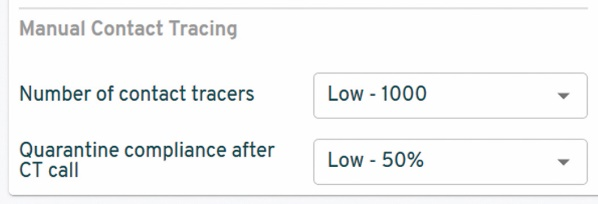 Manual Contact Tracing
Number of contact tracers
Low - 1000
Quarantine compliance after
CT call
Low - 50%